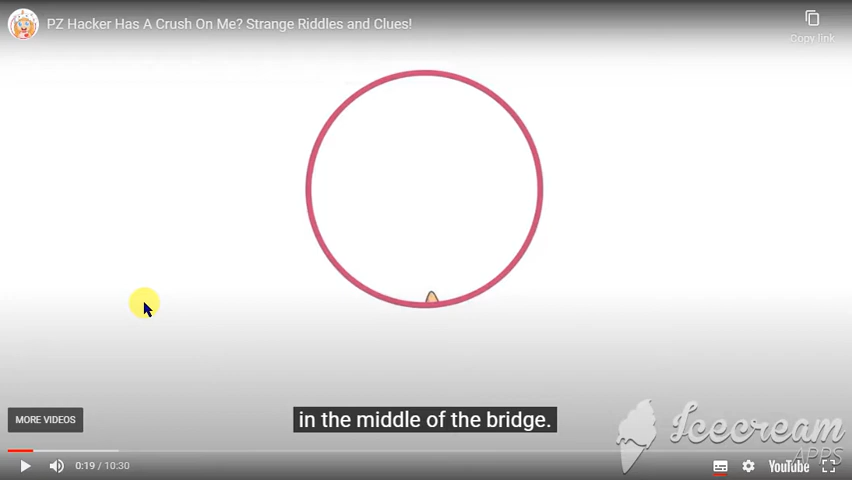 PZ Hacker Has A Crush On Me? Strange Riddles and Clues!
Copy link
in the middle of the bridge.
MORE VIDEOS
Icecream
APPS
0:19 / 10:30
YouTube